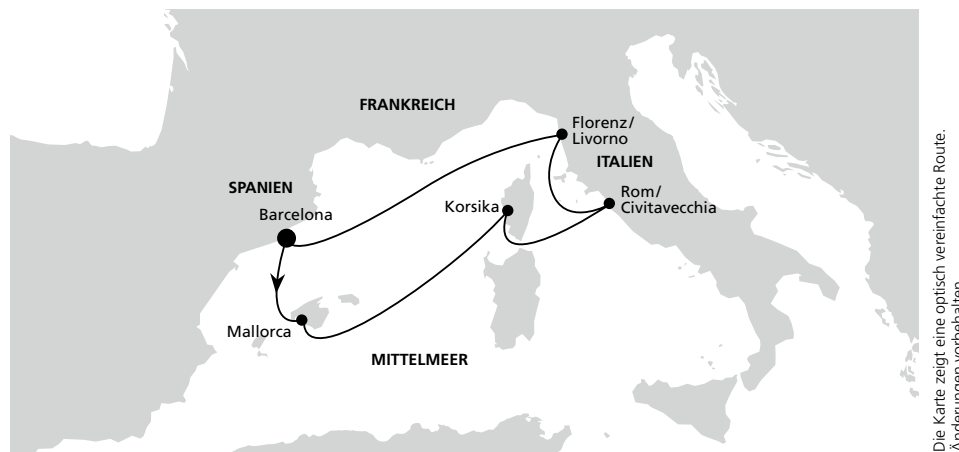 FRANKREICH
Florenz/
Livorno
ITALIEN
SPANIEN
Rom/
Civitavecchia
Korsika
Barcelona
Mallorca
MITTELMEER
Die Karte zeigt eine optisch vereinfachte Route.
Änderungen vorbehalten